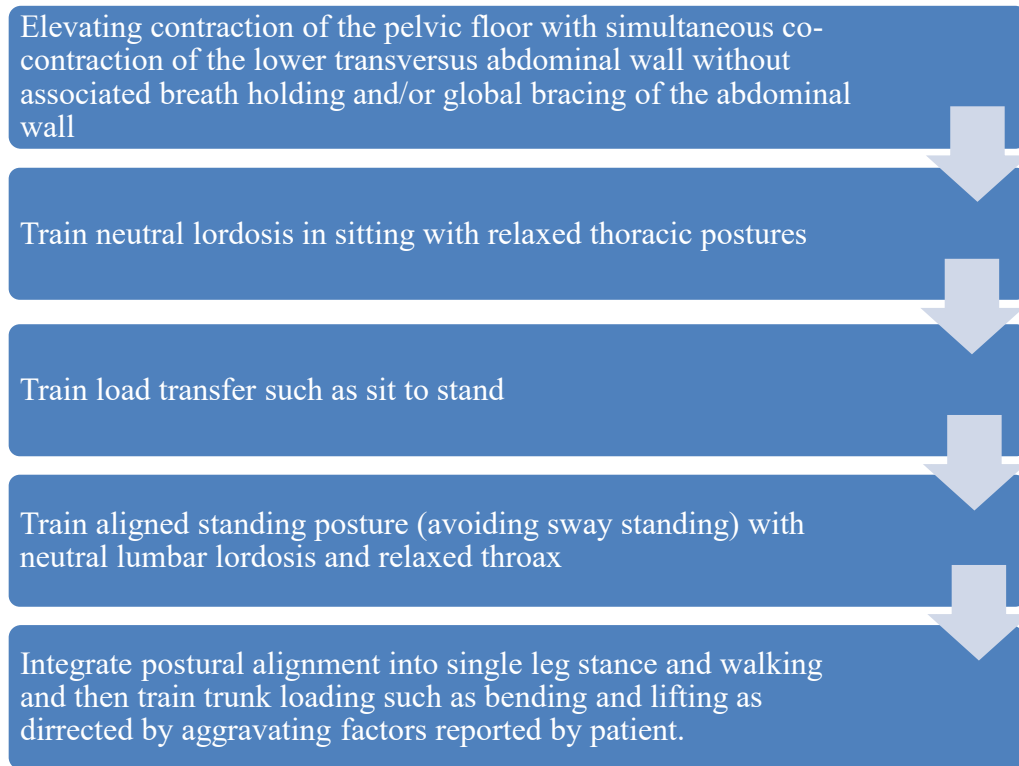 Elevating contraction of the pelvic floor with simultaneous co-
contraction of the lower transversus abdominal wall without
associated breath holding and/or global bracing of the abdominal
wall
Train neutral lordosis in sitting with relaxed thoracic postures
Train load transfer such as sit to stand
Train aligned standing posture (avoiding sway standing) with
neutral lumbar lordosis and relaxed throax
Integrate postural alignment into single leg stance and walking
and then train trunk loading such as bending and lifting as
dirrected by aggravating factors reported by patient.